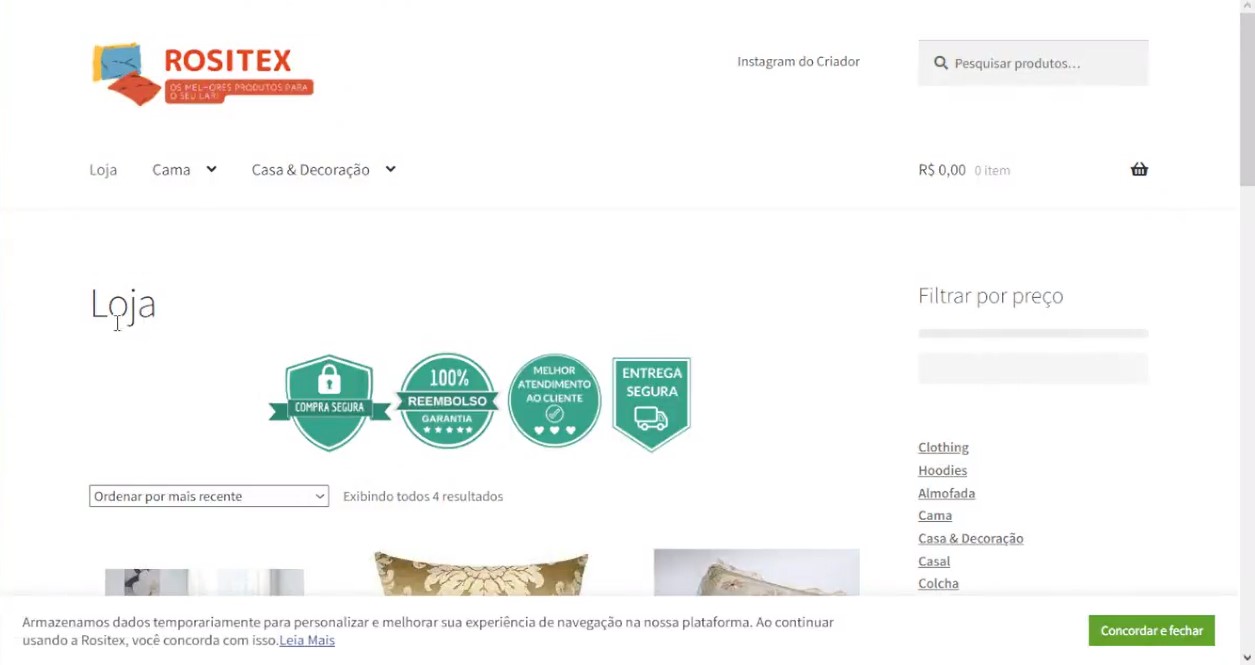 ROSITEX
OS MELHORES PRODUTOS PARA
O SEU LAR!
Instagram do Criador
Pesquisar produtos...
Loja
Cama
Casa & Decoração
R$ 0,00 0 item
Loja
Filtrar por preço
COMPRA SEGURA
100%
REEMBOLSO
GARANTIA
MELHOR
ATENDIMENTO
AO CLIENTE
ENTREGA
SEGURA
Clothing
Hoodies
Almofada
Cama
Casa & Decoração
Casal
Colcha
Ordenar por mais recente
Exibindo todos 4 resultados
Armazenamos dados temporariamente para personalizar e melhorar sua experiência de navegação na nossa plataforma. Ao continuar
usando a Rositex, você concorda com isso.Leia Mais
Concordar e fechar